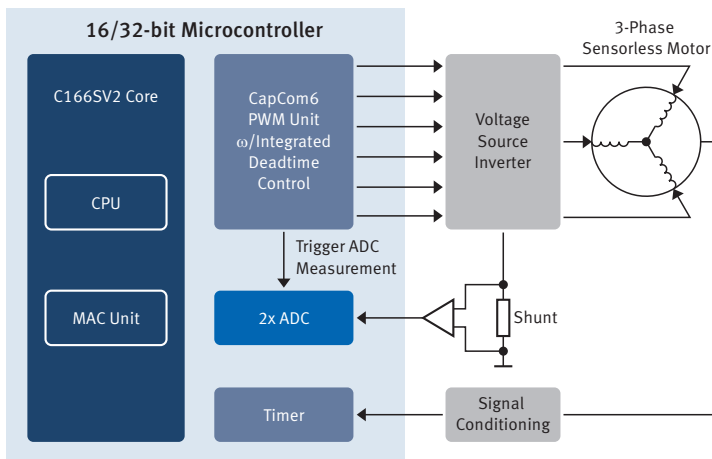 16/32-bit Microcontroller
3-Phase
Sensorless Motor
C166SV2 Core
CPU
MAC Unit
CapCom6
PWM Unit
ω/Integrated
Deadtime
Control
Voltage
Source
Inverter
Trigger ADC
Measurement
2x ADC
Shunt
Timer
Signal
Conditioning